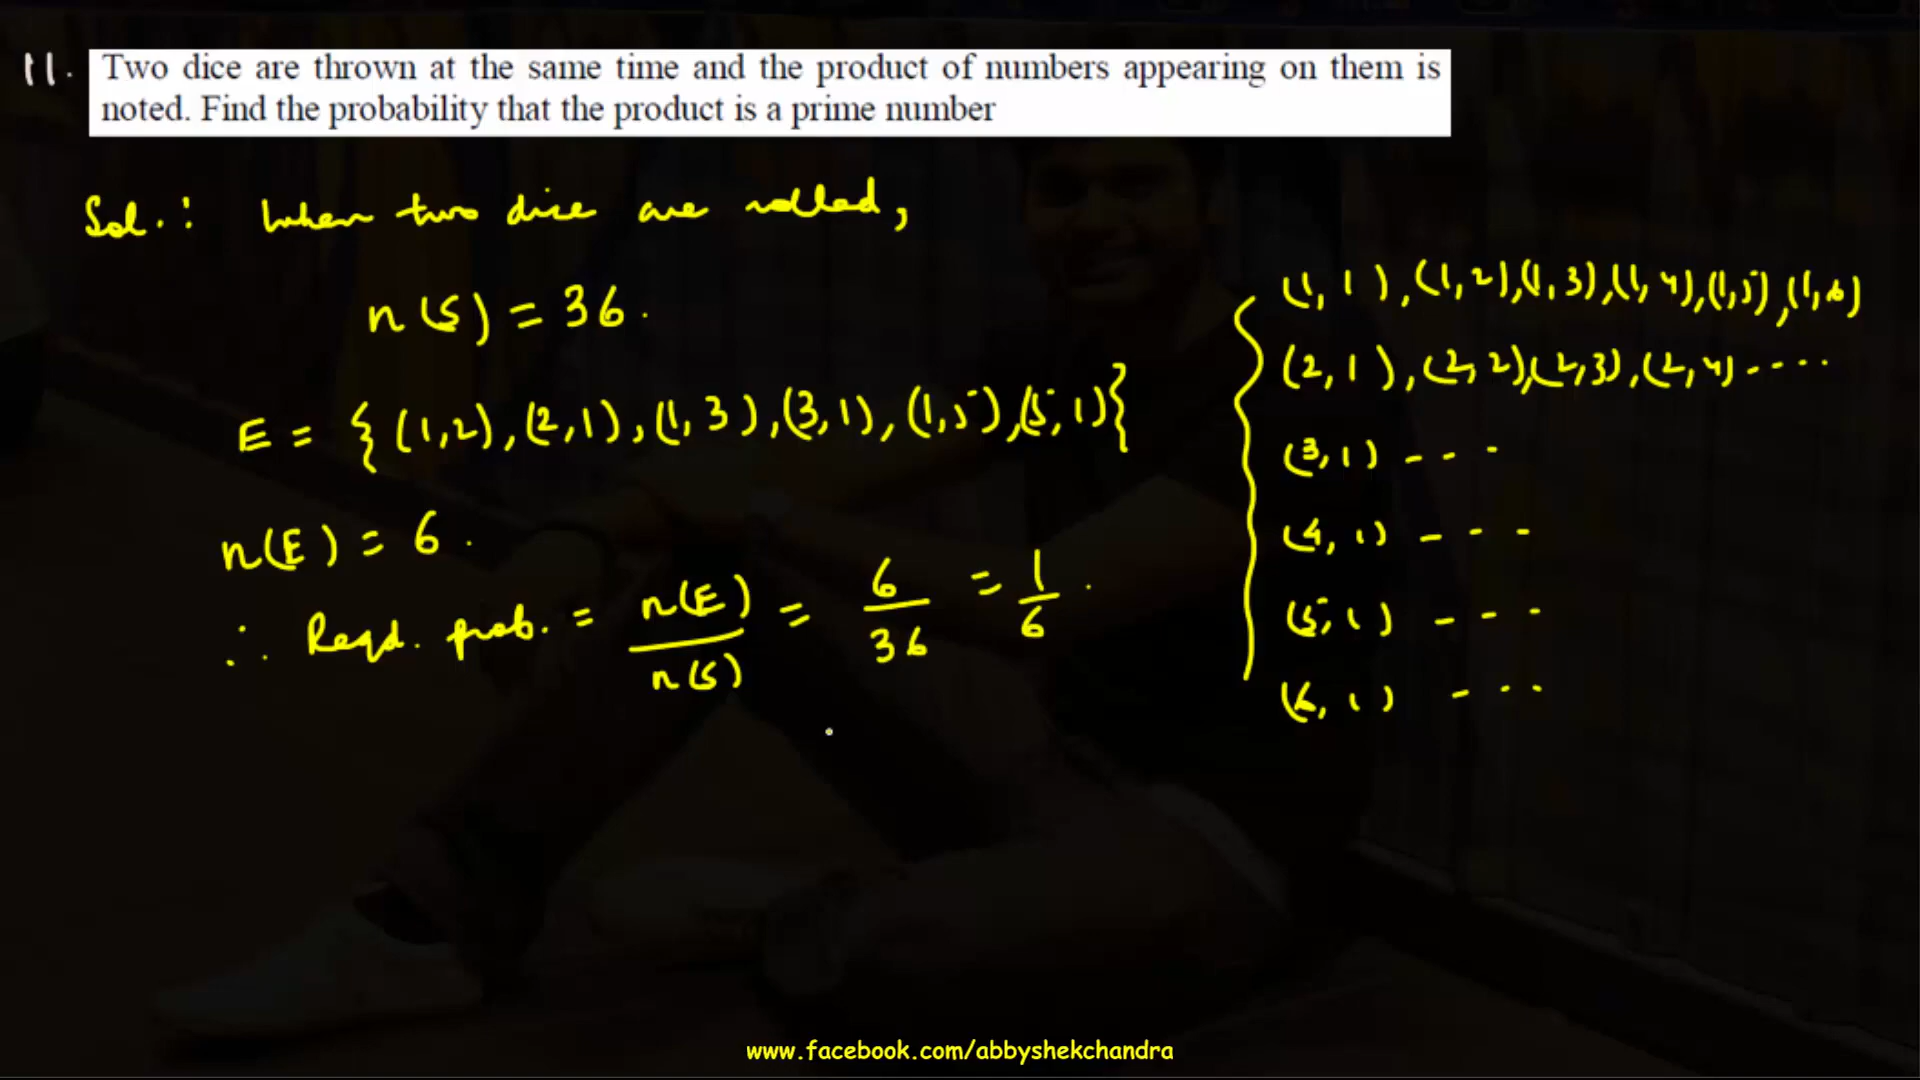 11. Two dice are thrown at the same time and the product of numbers appearing on them is
noted. Find the probability that the product is a prime number
Sol.: When two dice are rolled,
n(S) = 36.
E = {(1,2), (2,1), (1,3), (3,1), (1,5), (5,1)}
n(E) = 6.
∴ Reqd. prob. = n(E)/n(S) = 6/36 = 1/6.
(1,1), (1,2), (1,3), (1,4), (1,5), (1,6)
(2,1), (2,2), (2,3), (2,4) ----
(3,1) ---
(4,1) ---
(5,1) ---
(6,1) ---
www.facebook.com/abbyshekchandra